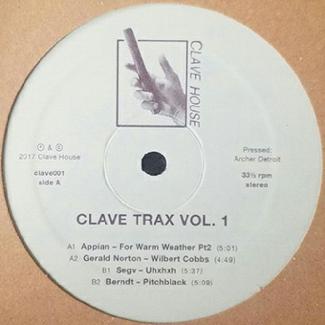 CLAVE HOUSE
℗ & ©
2017 Clave House
clave001
side A
Pressed:
Archer Detroit
33⅓ rpm
stereo
CLAVE TRAX VOL. 1
A1 Appian – For Warm Weather Pt2 (5:01)
A2 Gerald Norton – Wilbert Cobbs (4:49)
B1 Segv – Uhxhxh (5:37)
B2 Berndt – Pitchblack (5:09)